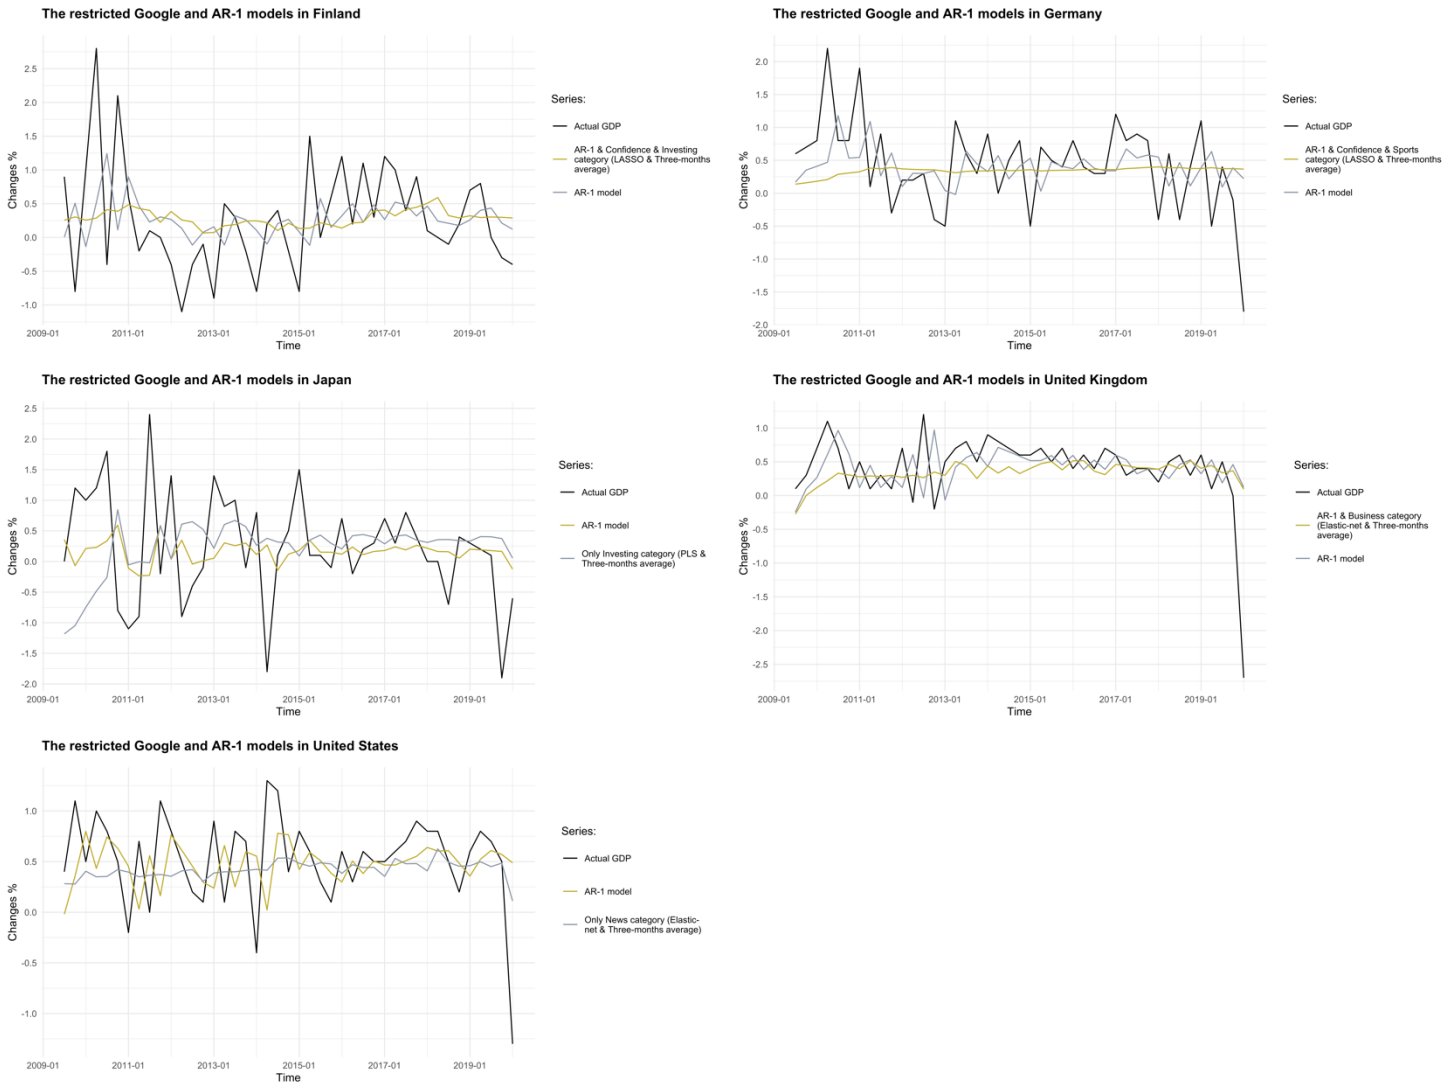 The restricted Google and AR-1 models in Finland
Changes %
2.5
2.0
1.5
1.0
0.5
0.0
-0.5
-1.0
2009-01 2011-01 2013-01 2015-01 2017-01 2019-01
Time
Series:
Actual GDP
AR-1 & Confidence & Investing
category (LASSO & Three-months
average)
AR-1 model
The restricted Google and AR-1 models in Germany
Changes %
2.0
1.5
1.0
0.5
0.0
-0.5
-1.0
-1.5
-2.0
2009-01 2011-01 2013-01 2015-01 2017-01 2019-01
Time
Series:
Actual GDP
AR-1 & Confidence & Sports
category (LASSO & Three-months
average)
AR-1 model
The restricted Google and AR-1 models in Japan
Changes %
2.5
2.0
1.5
1.0
0.5
0.0
-0.5
-1.0
-1.5
-2.0
2009-01 2011-01 2013-01 2015-01 2017-01 2019-01
Time
Series:
Actual GDP
AR-1 model
Only Investing category (PLS &
Three-months average)
The restricted Google and AR-1 models in United Kingdom
Changes %
1.0
0.5
0.0
-0.5
-1.0
-1.5
-2.0
-2.5
2009-01 2011-01 2013-01 2015-01 2017-01 2019-01
Time
Series:
Actual GDP
AR-1 & Business category
(Elastic-net & Three-months
average)
AR-1 model
The restricted Google and AR-1 models in United States
Changes %
1.0
0.5
0.0
-0.5
-1.0
2009-01 2011-01 2013-01 2015-01 2017-01 2019-01
Time
Series:
Actual GDP
AR-1 model
Only News category (Elastic-
net & Three-months average)